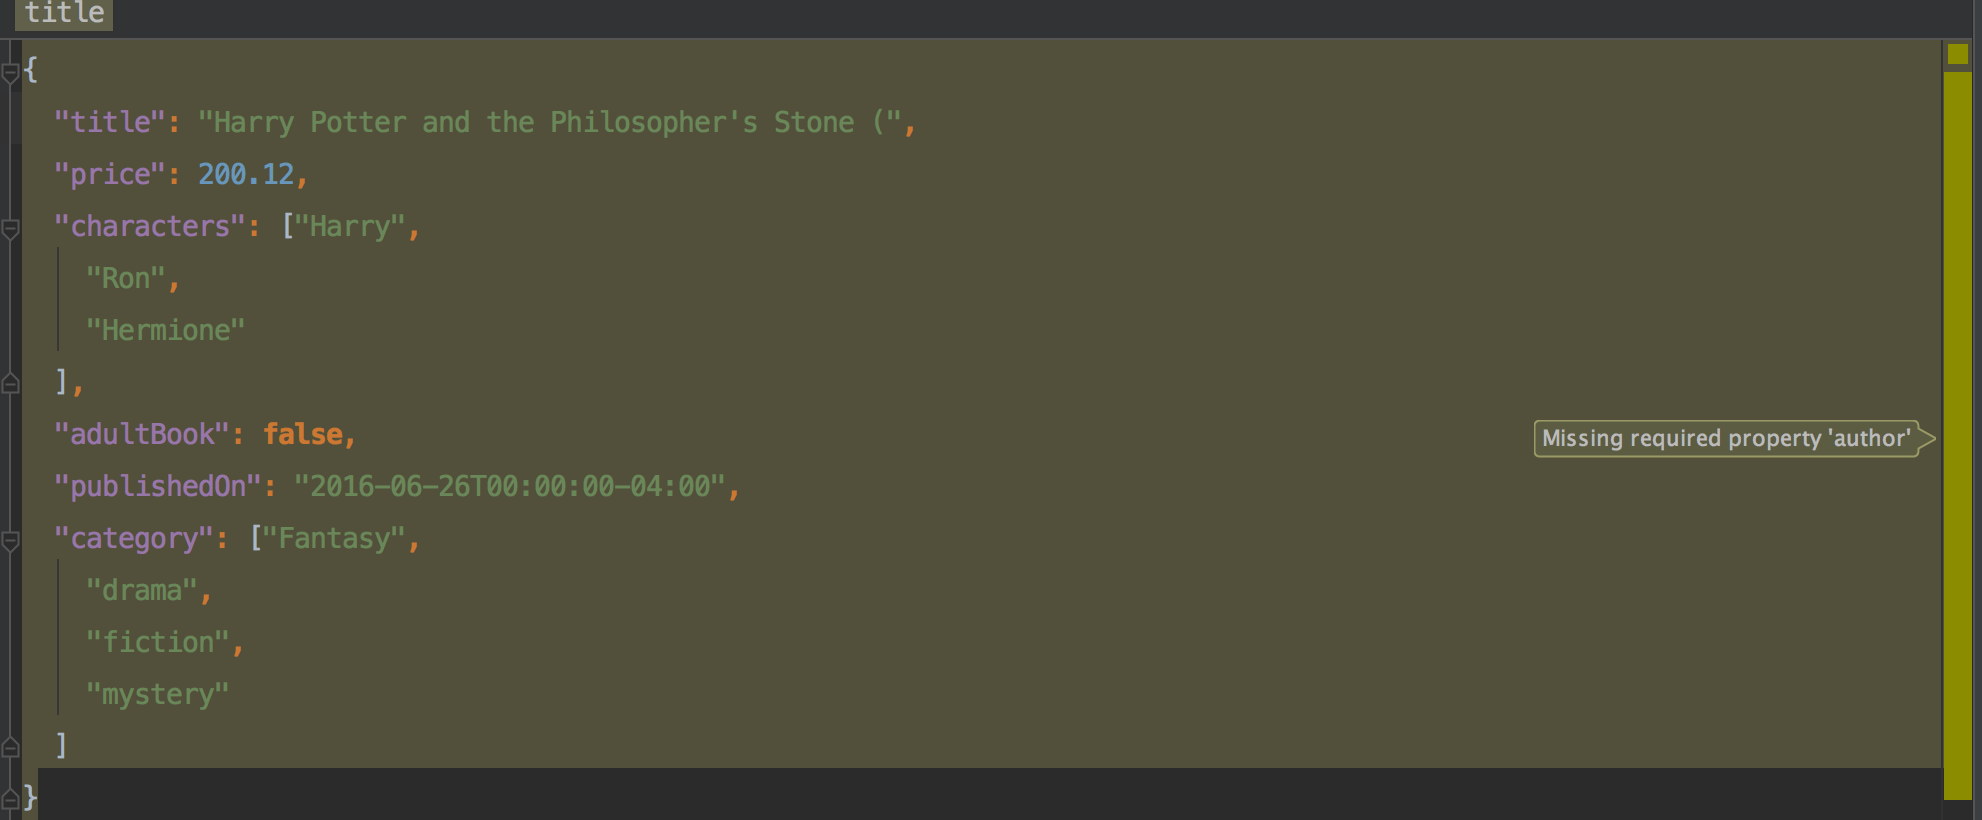 title
{
"title": "Harry Potter and the Philosopher's Stone (",
"price": 200.12,
"characters": ["Harry",
"Ron",
"Hermione"
],
"adultBook": false,
Missing required property 'author'
"publishedOn": "2016-06-26T00:00:00-04:00",
"category": ["Fantasy",
"drama",
"fiction",
"mystery"
]
}